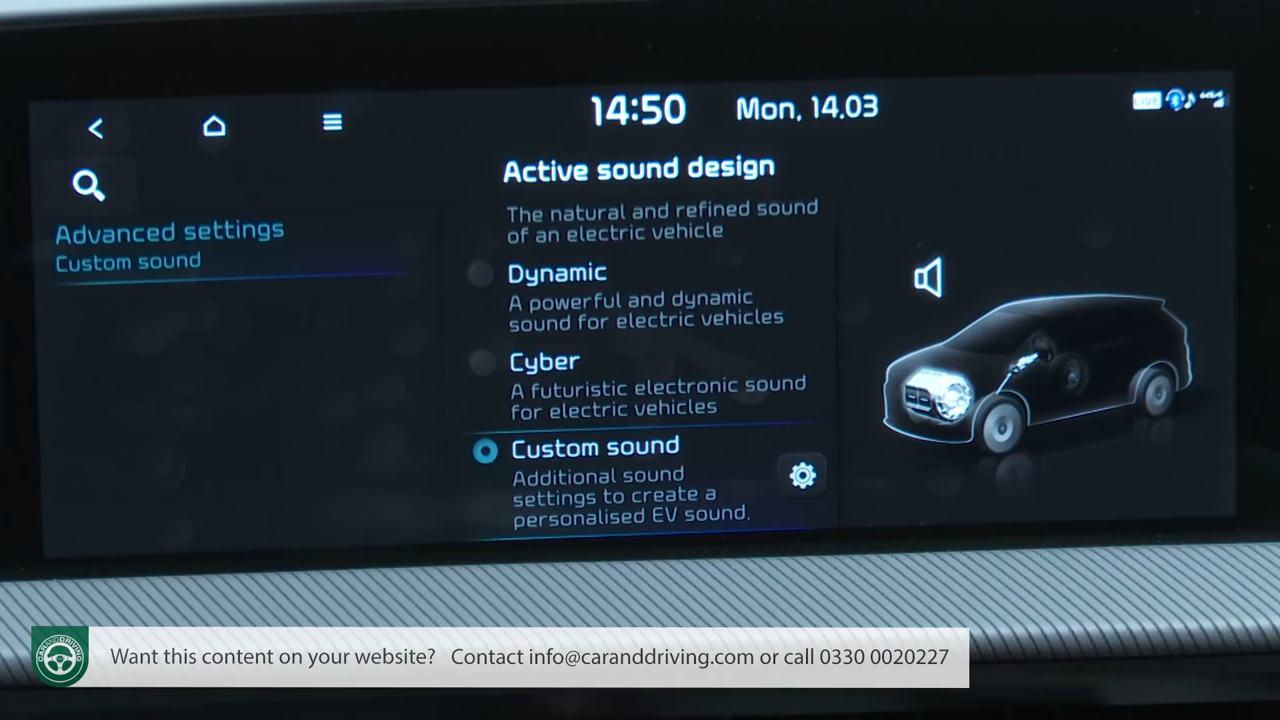 14:50 Mon, 14.03
LIVE
Active sound design
Advanced settings
Custom sound
The natural and refined sound
of an electric vehicle
Dynamic
A powerful and dynamic
sound for electric vehicles
Cyber
A futuristic electronic sound
for electric vehicles
Custom sound
Additional sound
settings to create a
personalised EV sound.
CARANDDRIVING
Want this content on your website? Contact info@caranddriving.com or call 0330 0020227